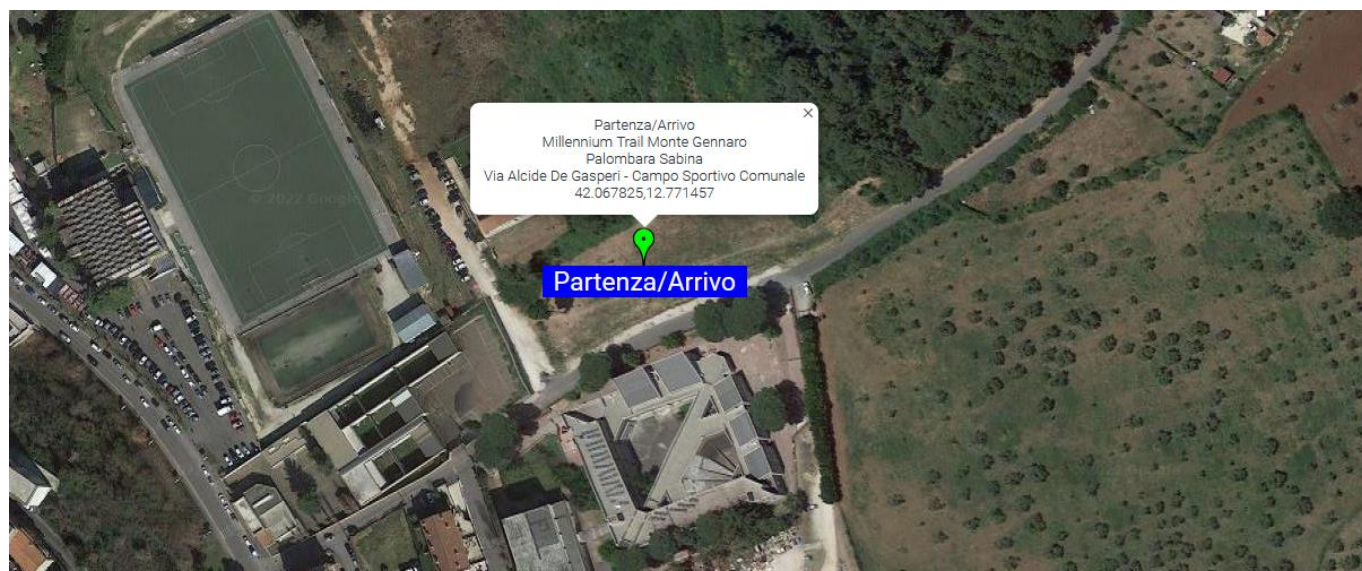 Partenza/Arrivo
Millennium Trail Monte Gennaro
Palombara Sabina
Via Alcide De Gasperi - Campo Sportivo Comunale
42.067825,12.771457
© 2022 Google
Partenza/Arrivo